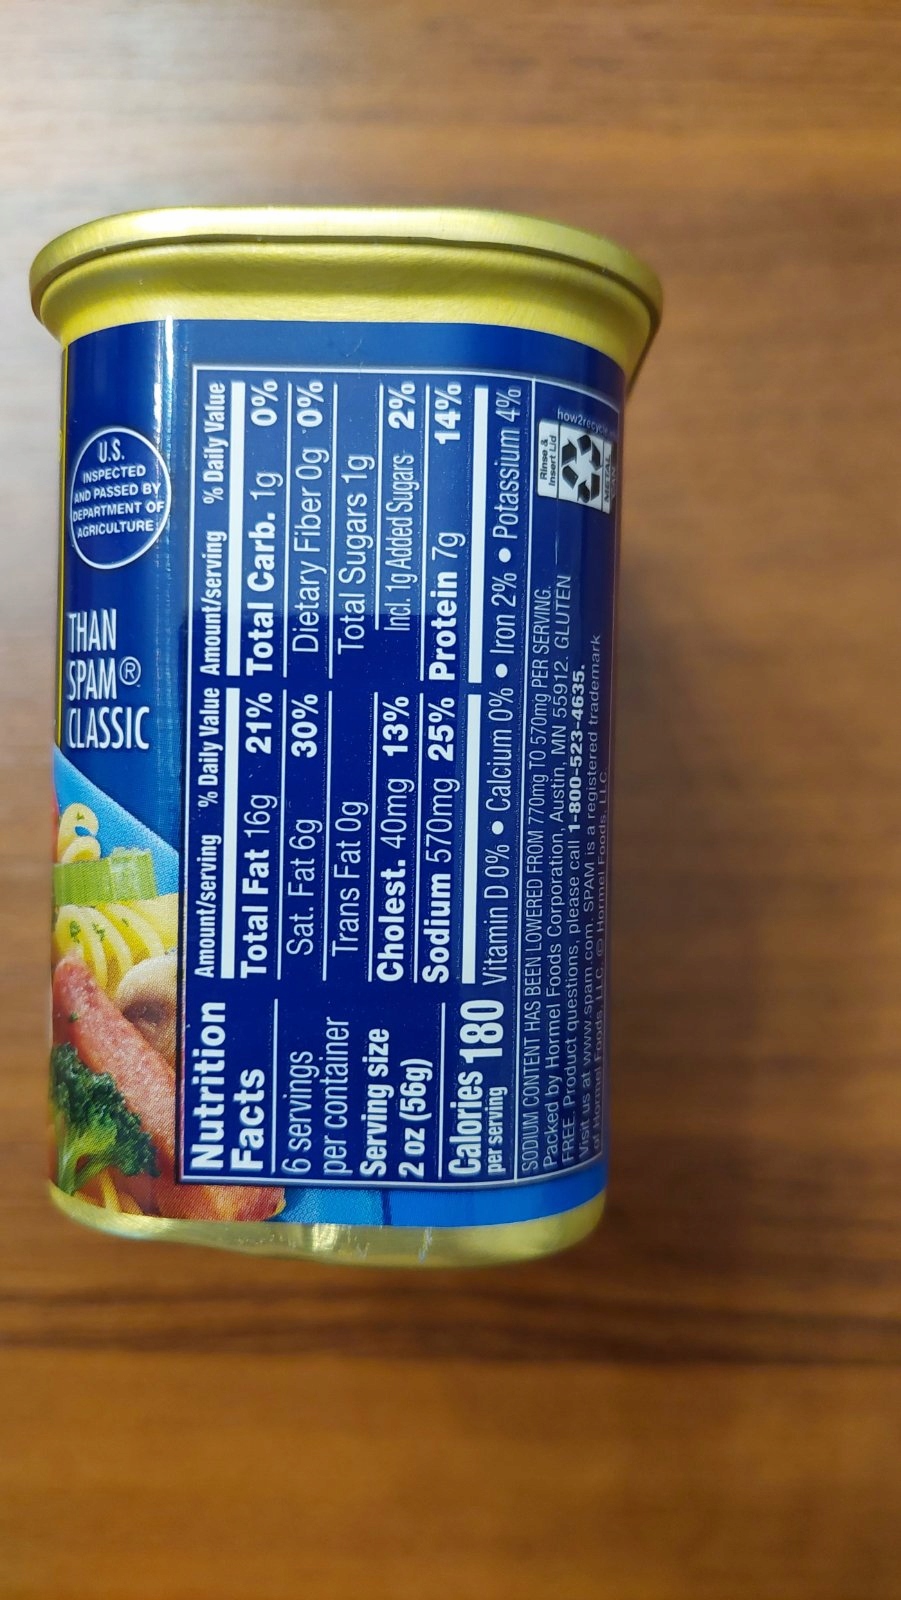 U.S.
INSPECTED
AND PASSED BY
DEPARTMENT OF
AGRICULTURE
THAN
SPAM®
CLASSIC
Nutrition
Facts
6 servings
per container
Serving size
2 oz (56g)
Calories 180
per serving
Amount/serving % Daily Value
Total Fat 16g 21%
Sat. Fat 6g 30%
Trans Fat 0g
Cholest. 40mg 13%
Sodium 570mg 25%
Amount/serving % Daily Value
Total Carb. 1g 0%
Dietary Fiber 0g 0%
Total Sugars 1g
Incl. 1g Added Sugars 2%
Protein 7g 14%
Vitamin D 0% • Calcium 0% • Iron 2% • Potassium 4%
SODIUM CONTENT HAS BEEN LOWERED FROM 770mg TO 570mg PER SERVING.
Packed by Hormel Foods Corporation, Austin, MN 55912. GLUTEN
FREE. Product questions, please call 1-800-523-4635.
Visit us at www.spam.com. SPAM is a registered trademark
of Hormel Foods, LLC. © Hormel Foods, LLC.
how2recycle
Rinse &
Insert Lid
METAL